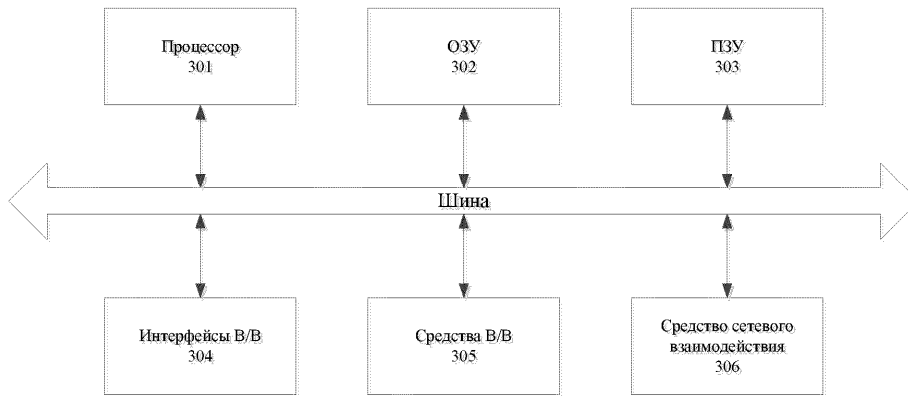 Процессор
301
ОЗУ
302
ПЗУ
303
Шина
Интерфейсы В/В
304
Средства В/В
305
Средство сетевого
взаимодействия
306